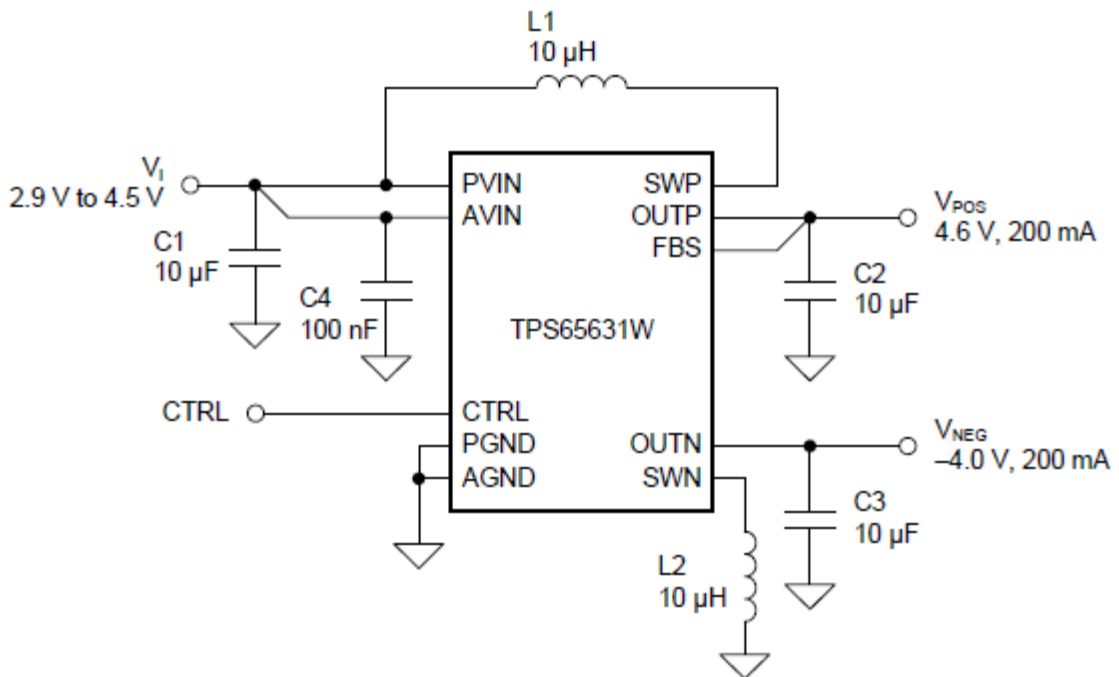 L1
10 µH
VI
2.9 V to 4.5 V
PVIN
SWP
AVIN
OUTP
FBS
VPOS
4.6 V, 200 mA
C1
10 µF
C4
100 nF
C2
10 µF
TPS65631W
CTRL
CTRL
PGND
AGND
OUTN
SWN
VNEG
–4.0 V, 200 mA
C3
10 µF
L2
10 µH